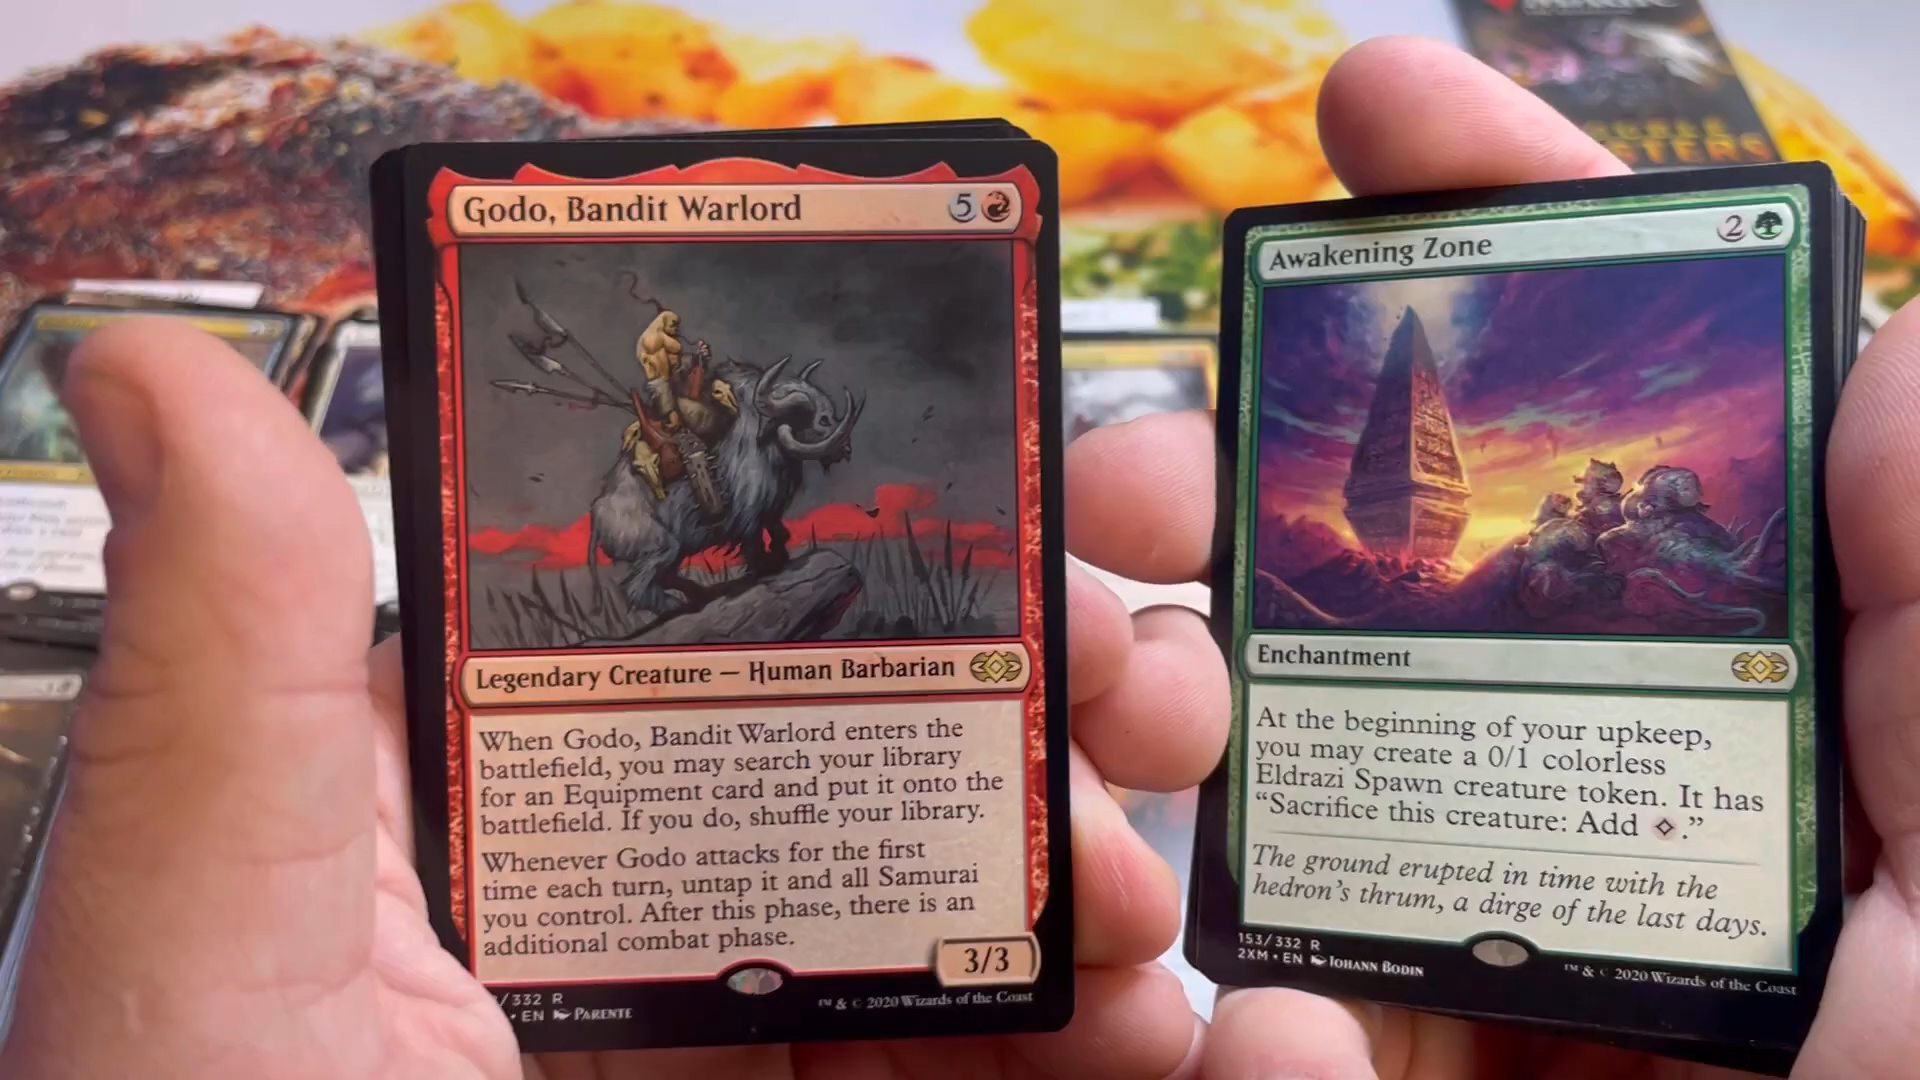 Godo, Bandit Warlord
5
Legendary Creature — Human Barbarian
When Godo, Bandit Warlord enters the
battlefield, you may search your library
for an Equipment card and put it onto the
battlefield. If you do, shuffle your library.
Whenever Godo attacks for the first
time each turn, untap it and all Samurai
you control. After this phase, there is an
additional combat phase.
3/3
/332 R
• EN PARENTE
™ & © 2020 Wizards of the Coast
Awakening Zone
2
Enchantment
At the beginning of your upkeep,
you may create a 0/1 colorless
Eldrazi Spawn creature token. It has
“Sacrifice this creature: Add .”
The ground erupted in time with the
hedron's thrum, a dirge of the last days.
153/332 R
2XM • EN JOHANN BODIN
™ & © 2020 Wizards of the Coast